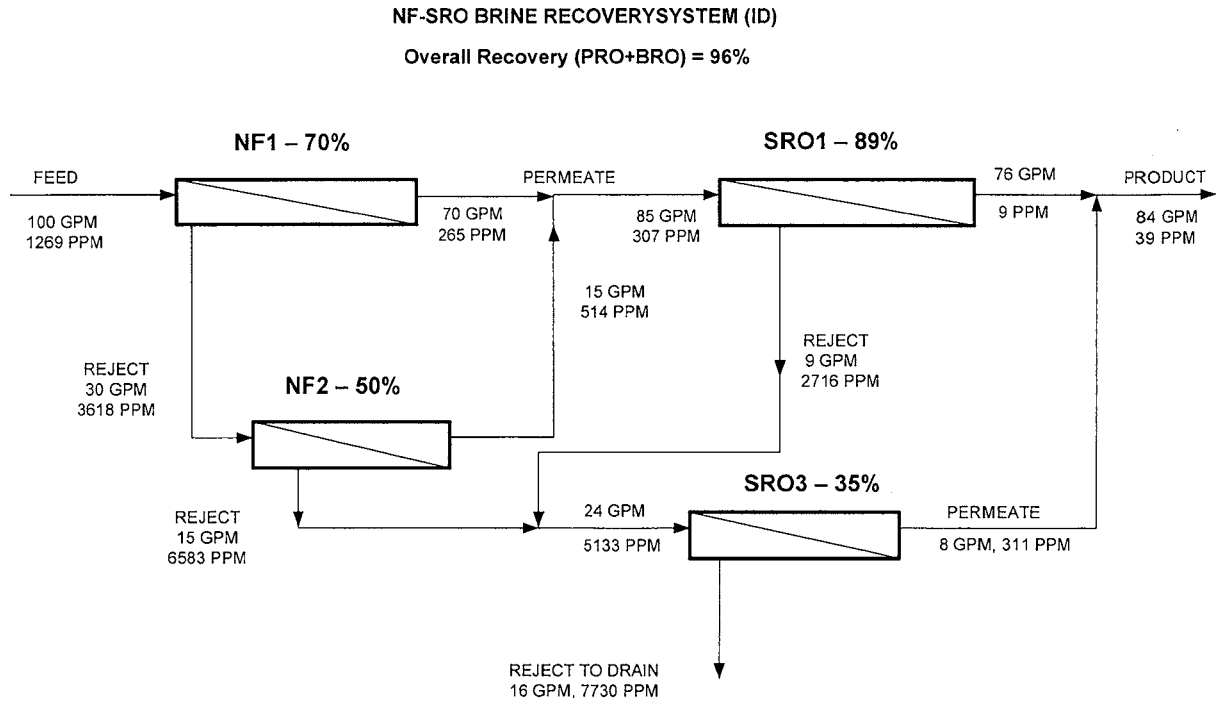 NF-SRO BRINE RECOVERYSYSTEM (ID)
Overall Recovery (PRO+BRO) = 96%
NF1 – 70%
SRO1 – 89%
FEED
100 GPM
1269 PPM
70 GPM
265 PPM
PERMEATE
85 GPM
307 PPM
76 GPM
9 PPM
PRODUCT
84 GPM
39 PPM
15 GPM
514 PPM
REJECT
30 GPM
3618 PPM
NF2 – 50%
REJECT
9 GPM
2716 PPM
REJECT
15 GPM
6583 PPM
24 GPM
5133 PPM
SRO3 – 35%
PERMEATE
8 GPM, 311 PPM
REJECT TO DRAIN
16 GPM, 7730 PPM